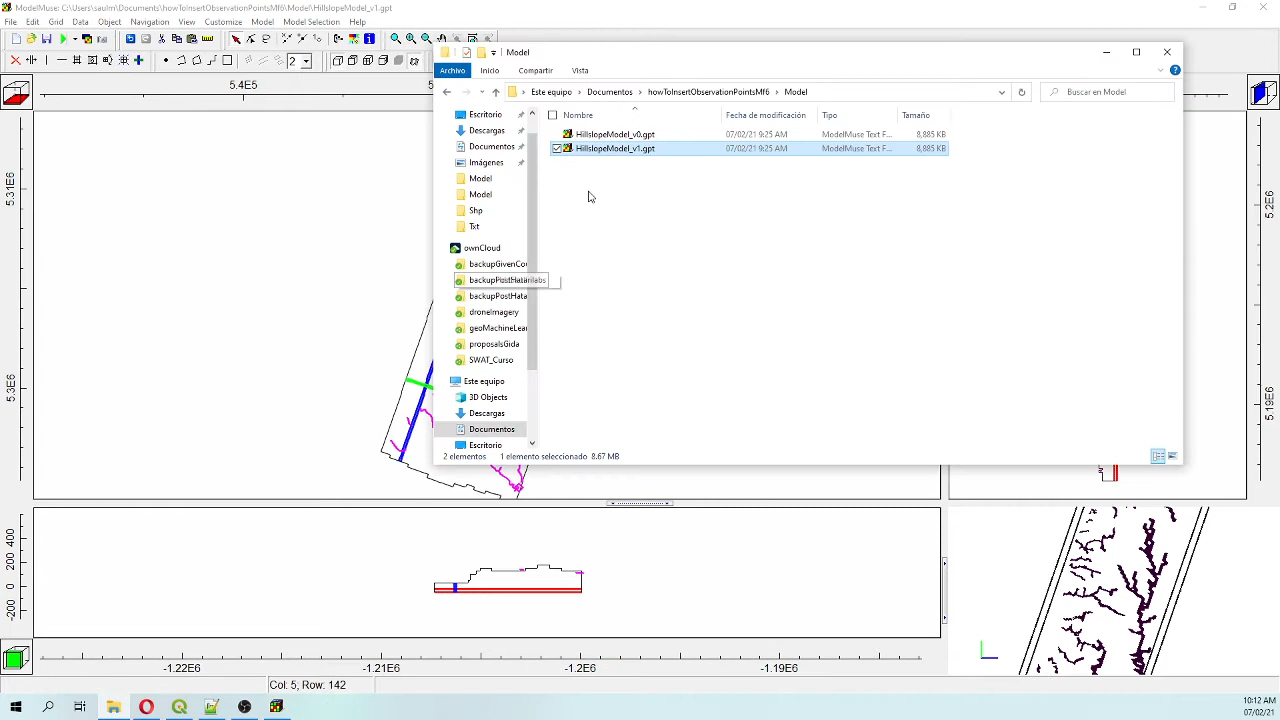 ModelMuse: C:\Users\saulm\Documents\howToInsertObservationPointsMf6\Model\HillslopeModel_v1.gpt
File Edit Grid Data Object Navigation View Customize Model Model Selection Help
2
5.4E5
Model
Archivo Inicio Compartir Vista
Este equipo Documentos howToInsertObservationPointsMf6 Model
Buscar en Model
Nombre Fecha de modificación Tipo Tamaño
HillslopeModel_v0.gpt 07/02/21 9:25 AM ModelMuse Text F... 8,885 KB
HillslopeModel_v1.gpt 07/02/21 9:25 AM ModelMuse Text F... 8,885 KB
Escritorio
Descargas
Documentos
Imágenes
Model
Model
Shp
Txt
ownCloud
backupGivenCou
backupPostHatarilabs
backupPostHata
droneImagery
geoMachineLear
proposalsGida
SWAT_Curso
Este equipo
3D Objects
Descargas
Documentos
Escritorio
2 elementos 1 elemento seleccionado 8.67 MB
5.31E6
5.3E6
5.2E6
5.19E6
400
200
0
-200
-1.22E6 -1.21E6 -1.2E6 -1.19E6
Col: 5; Row: 142
10:12 AM
07/02/21